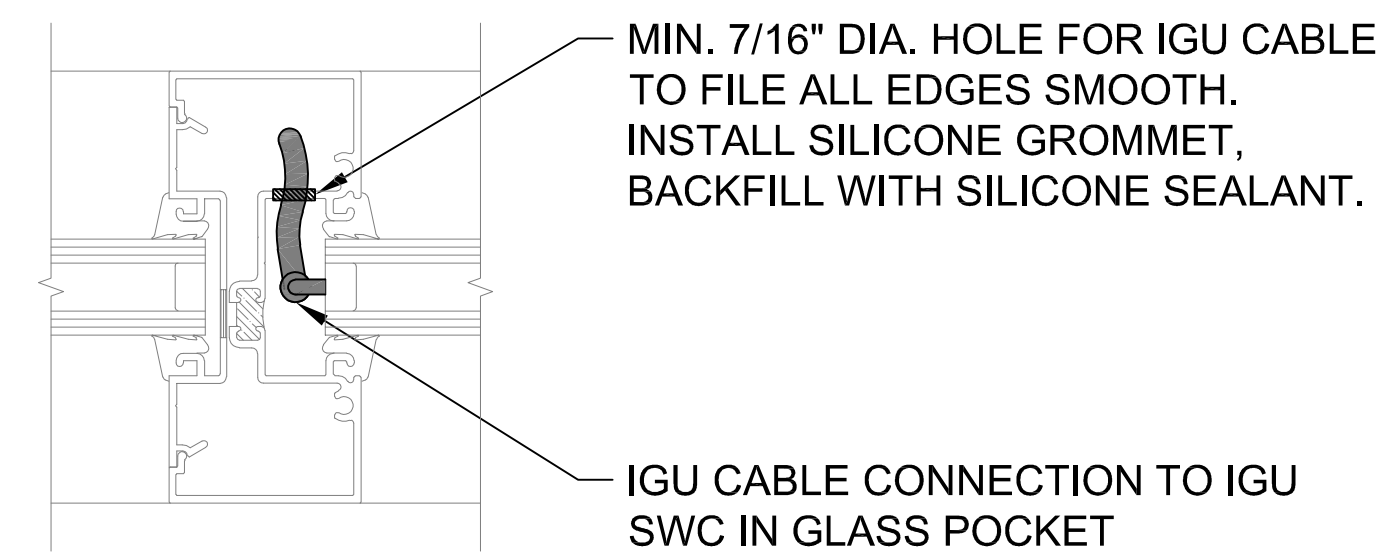 MIN. 7/16" DIA. HOLE FOR IGU CABLE
TO FILE ALL EDGES SMOOTH.
INSTALL SILICONE GROMMET,
BACKFILL WITH SILICONE SEALANT.
IGU CABLE CONNECTION TO IGU
SWC IN GLASS POCKET